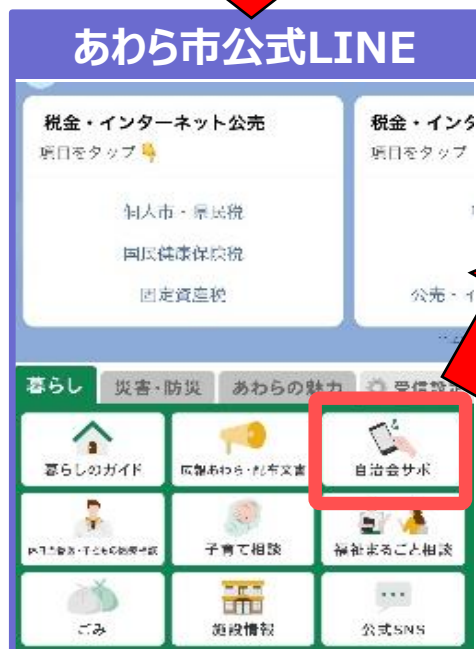 あわら市公式LINE
税金・インターネット公売
項目をタップ👇
個人市・県民税
国民健康保険税
固定資産税
税金・インタ
項目をタップ
公売・イ
暮らし
災害・防災
あわらの魅力
受信設定
暮らしのガイド
広報あわら・配布文書
自治会サポ
子育て相談
福祉まるごと相談
ごみ
施設情報
公式SNS